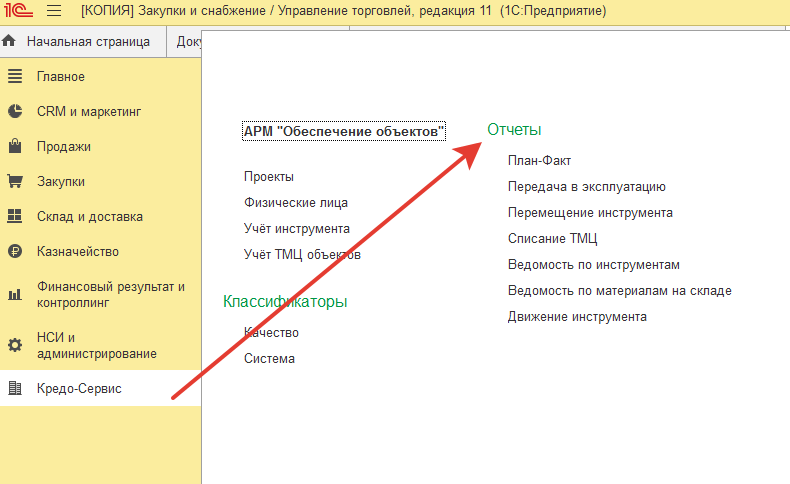 1С [КОПИЯ] Закупки и снабжение / Управление торговлей, редакция 11 (1С:Предприятие)
Начальная страница
Доку
Главное
CRM и маркетинг
Продажи
Закупки
Склад и доставка
Казначейство
Финансовый результат и
контроллинг
НСИ и
администрирование
Кредо-Сервис
АРМ "Обеспечение объектов"
Проекты
Физические лица
Учёт инструмента
Учёт ТМЦ объектов
Классификаторы
Качество
Система
Отчеты
План-Факт
Передача в эксплуатацию
Перемещение инструмента
Списание ТМЦ
Ведомость по инструментам
Ведомость по материалам на складе
Движение инструмента